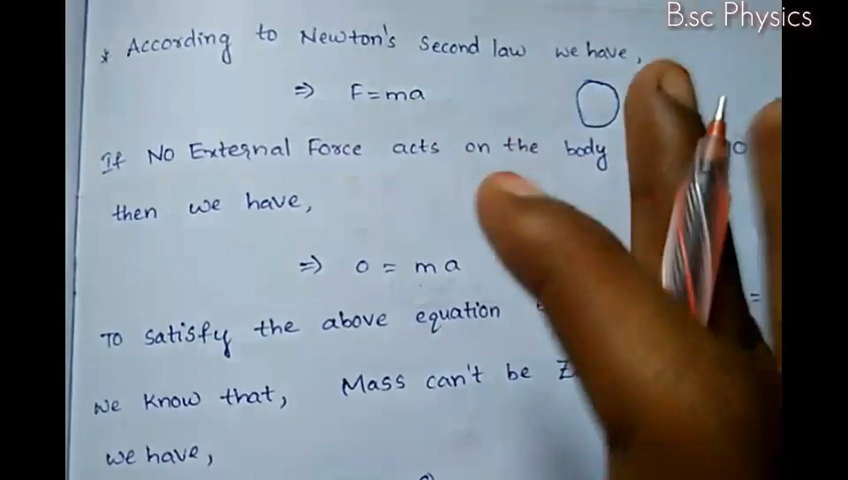 B.sc Physics
* According to Newton's Second law we have,
⇒ F=ma
If No External Force acts on the body
then we have,
⇒ 0 = ma
To satisfy the above equation
we know that, Mass can't be
we have,